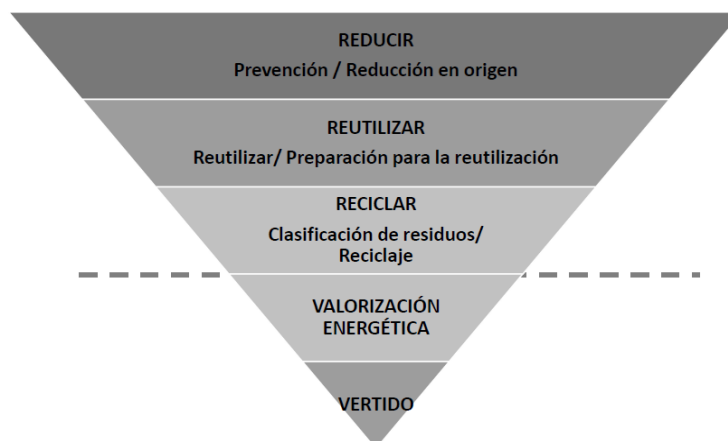 REDUCIR
Prevención / Reducción en origen
REUTILIZAR
Reutilizar/ Preparación para la reutilización
RECICLAR
Clasificación de residuos/
Reciclaje
VALORIZACIÓN
ENERGÉTICA
VERTIDO